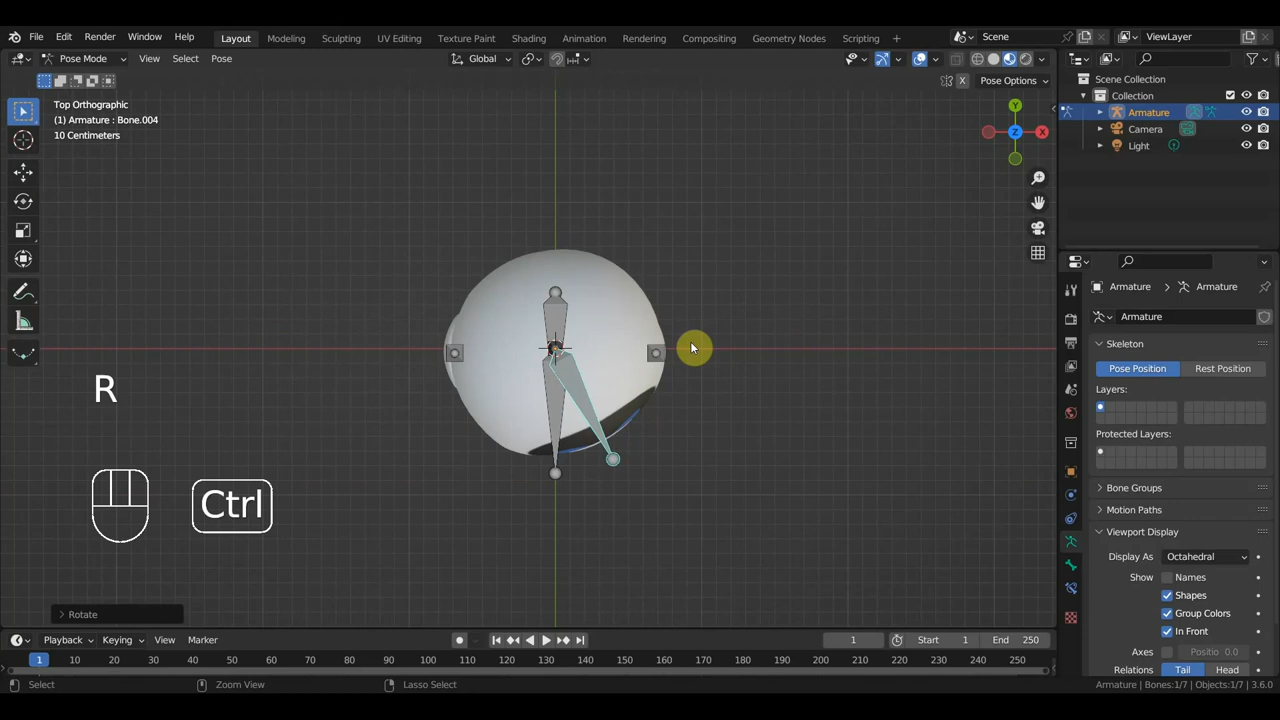 File Edit Render Window Help Layout Modeling Sculpting UV Editing Texture Paint Shading Animation Rendering Compositing Geometry Nodes Scripting + Scene ViewLayer
Pose Mode View Select Pose Global
X Pose Options
Top Orthographic
(1) Armature : Bone.004
10 Centimeters
Y
Z X
Scene Collection
Collection
Armature
Camera
Light
Armature > Armature
Armature
Skeleton
Pose Position Rest Position
Layers:
Protected Layers:
Bone Groups
Motion Paths
Viewport Display
Display As Octahedral
Show Names
Shapes
Group Colors
In Front
Axes Positio 0.0
Relations Tail Head
R
Ctrl
Rotate
Playback Keying View Marker 1 Start 1 End 250
1 10 20 30 40 50 60 70 80 90 100 110 120 130 140 150 160 170 180 190 200 210 220 230 240 250
Select Zoom View Lasso Select Armature | Bones:1/7 | Objects:1/7 | 3.6.0